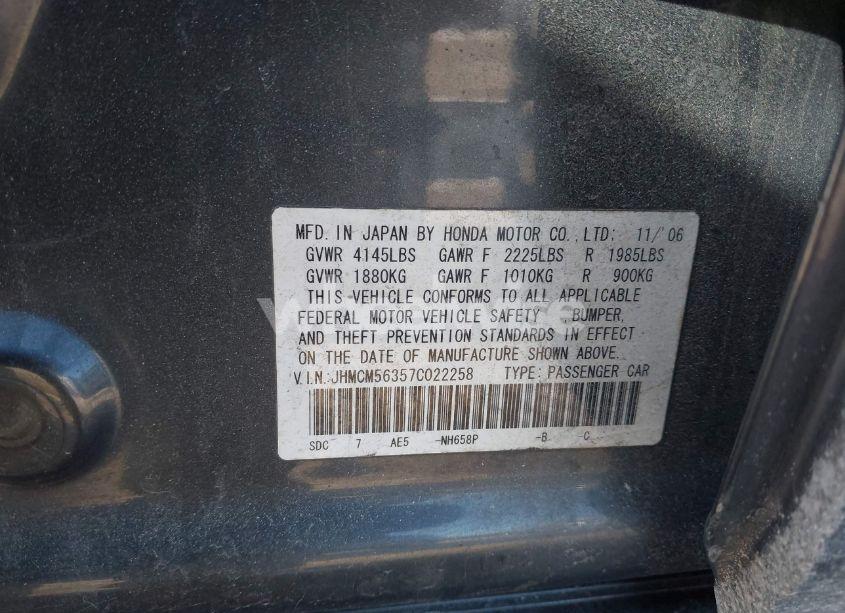 MFD. IN JAPAN BY HONDA MOTOR CO., LTD: 11/'06
GVWR 4145LBS GAWR F 2225LBS R 1985LBS
GVWR 1880KG GAWR F 1010KG R 900KG
THIS VEHICLE CONFORMS TO ALL APPLICABLE
FEDERAL MOTOR VEHICLE SAFETY ,BUMPER,
AND THEFT PREVENTION STANDARDS IN EFFECT
ON THE DATE OF MANUFACTURE SHOWN ABOVE.
V.I.N.:JHMCM56357C022258 TYPE: PASSENGER CAR
SDC 7 AE5 -NH658P -B -C